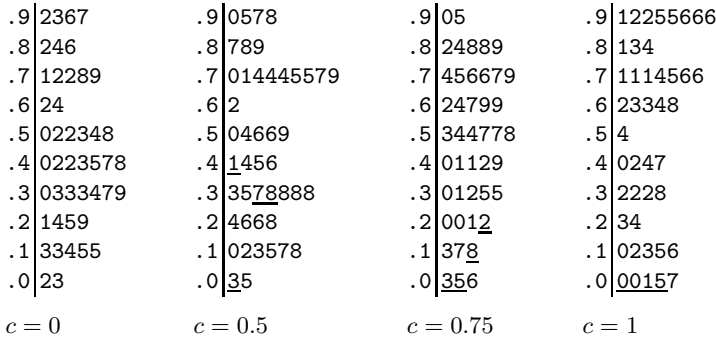 .9|2367 .9|0578 .9|05 .9|12255666
.8|246 .8|789 .8|24889 .8|134
.7|12289 .7|014445579 .7|456679 .7|1114566
.6|24 .6|2 .6|24799 .6|23348
.5|022348 .5|04669 .5|344778 .5|4
.4|0223578 .4|1456 .4|01129 .4|0247
.3|0333479 .3|3578888 .3|01255 .3|2228
.2|1459 .2|4668 .2|0012 .2|34
.1|33455 .1|023578 .1|378 .1|02356
.0|23 .0|35 .0|356 .0|00157
c = 0 c = 0.5 c = 0.75 c = 1